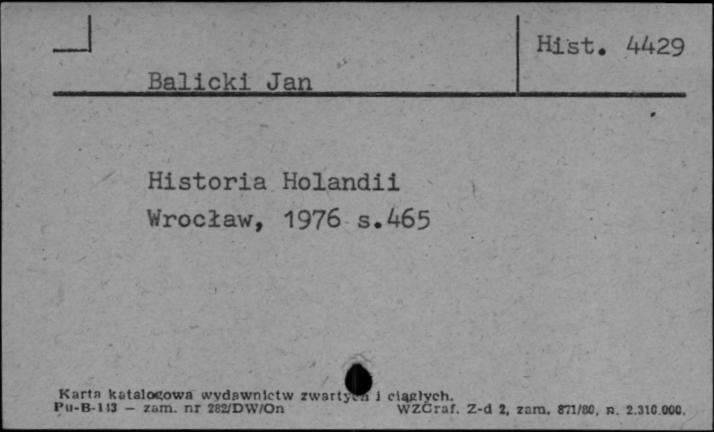 Hist. 4429
Balicki Jan
Historia Holandii
Wrocław, 1976 s.465
Karta katalogowa wydawnictw zwartych i ciągłych.
Pu-B-113 — zam. nr 282/DW/On WZGraf. Z-d 2, zam. 871/80, n. 2.310.000.